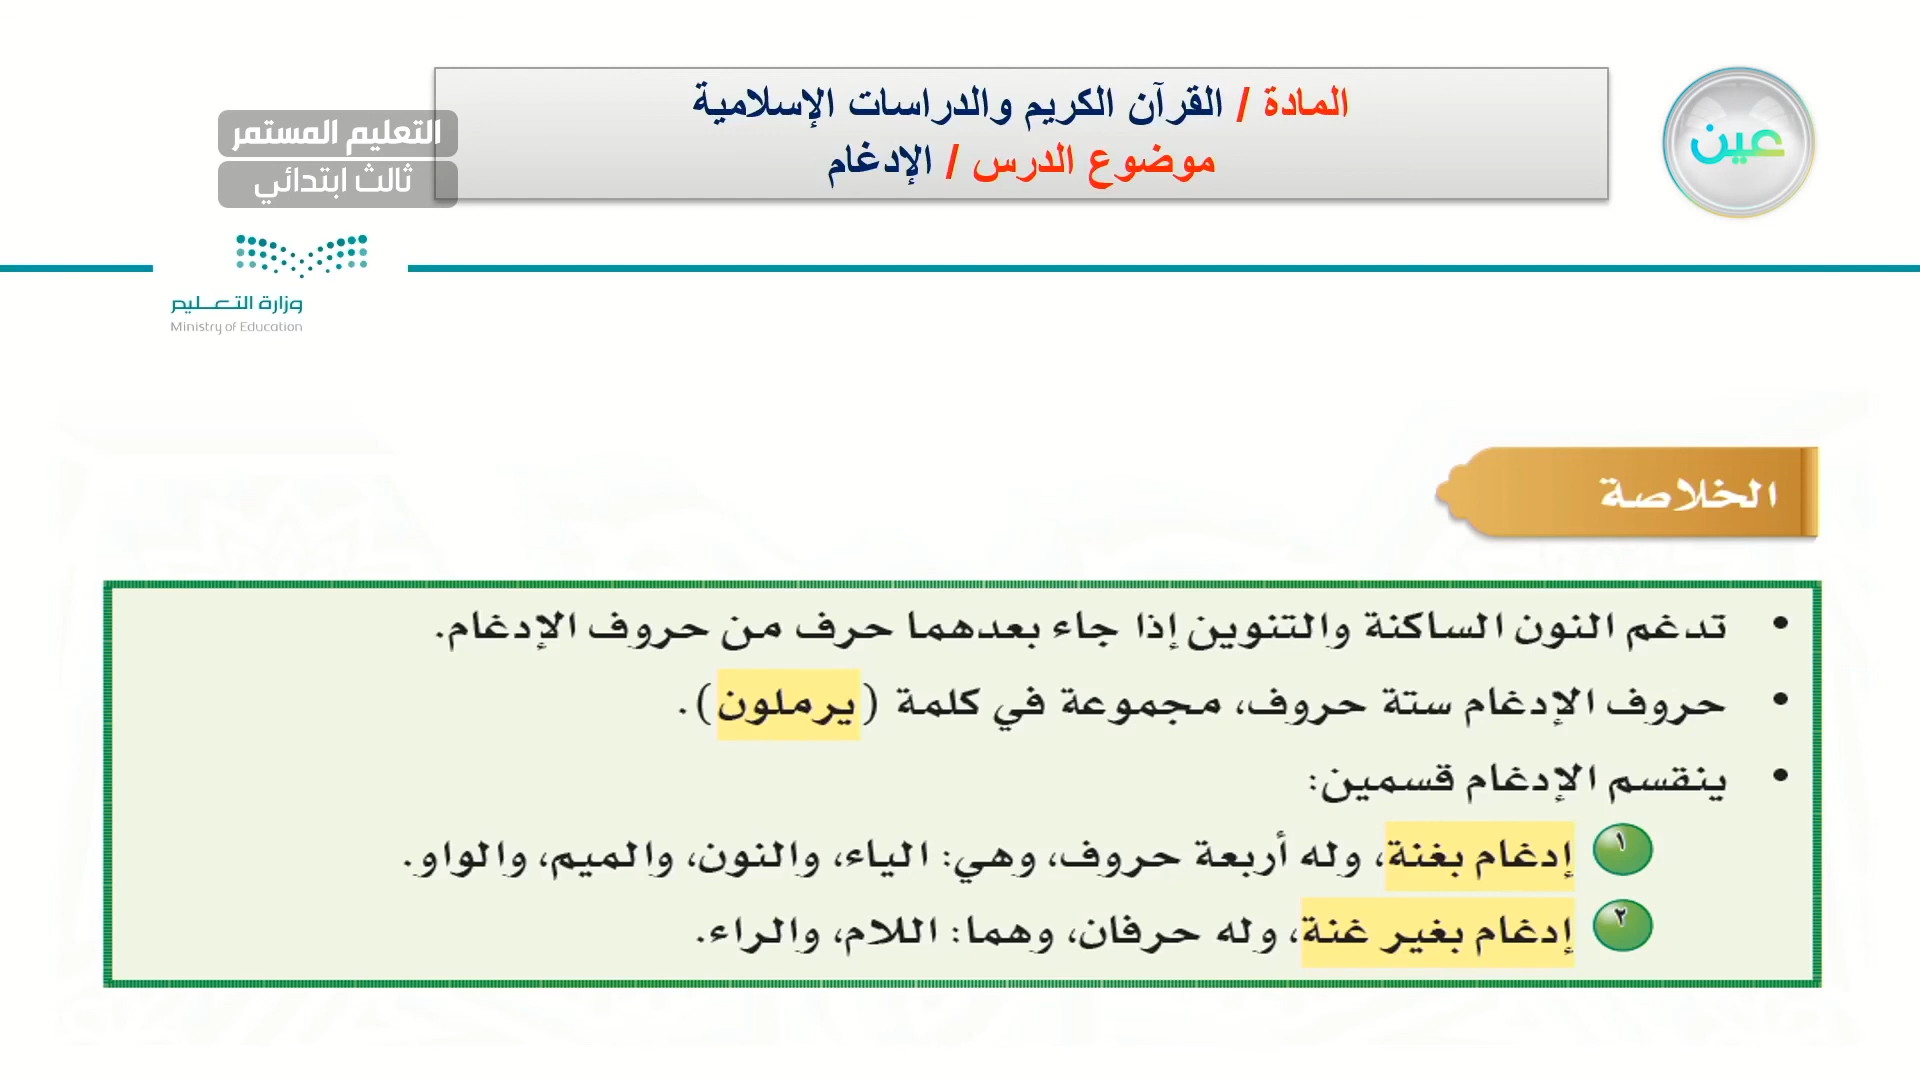 المادة / القرآن الكريم والدراسات الإسلامية
موضوع الدرس / الإدغام
عين
التعليم المستمر
ثالث ابتدائي
وزارة التعـليم
Ministry of Education
الخلاصة
• تدغم النون الساكنة والتنوين إذا جاء بعدهما حرف من حروف الإدغام.
• حروف الإدغام ستة حروف، مجموعة في كلمة (يرملون).
• ينقسم الإدغام قسمين:
١ إدغام بغنة، وله أربعة حروف، وهي: الياء، والنون، والميم، والواو.
٢ إدغام بغير غنة، وله حرفان، وهما: اللام، والراء.